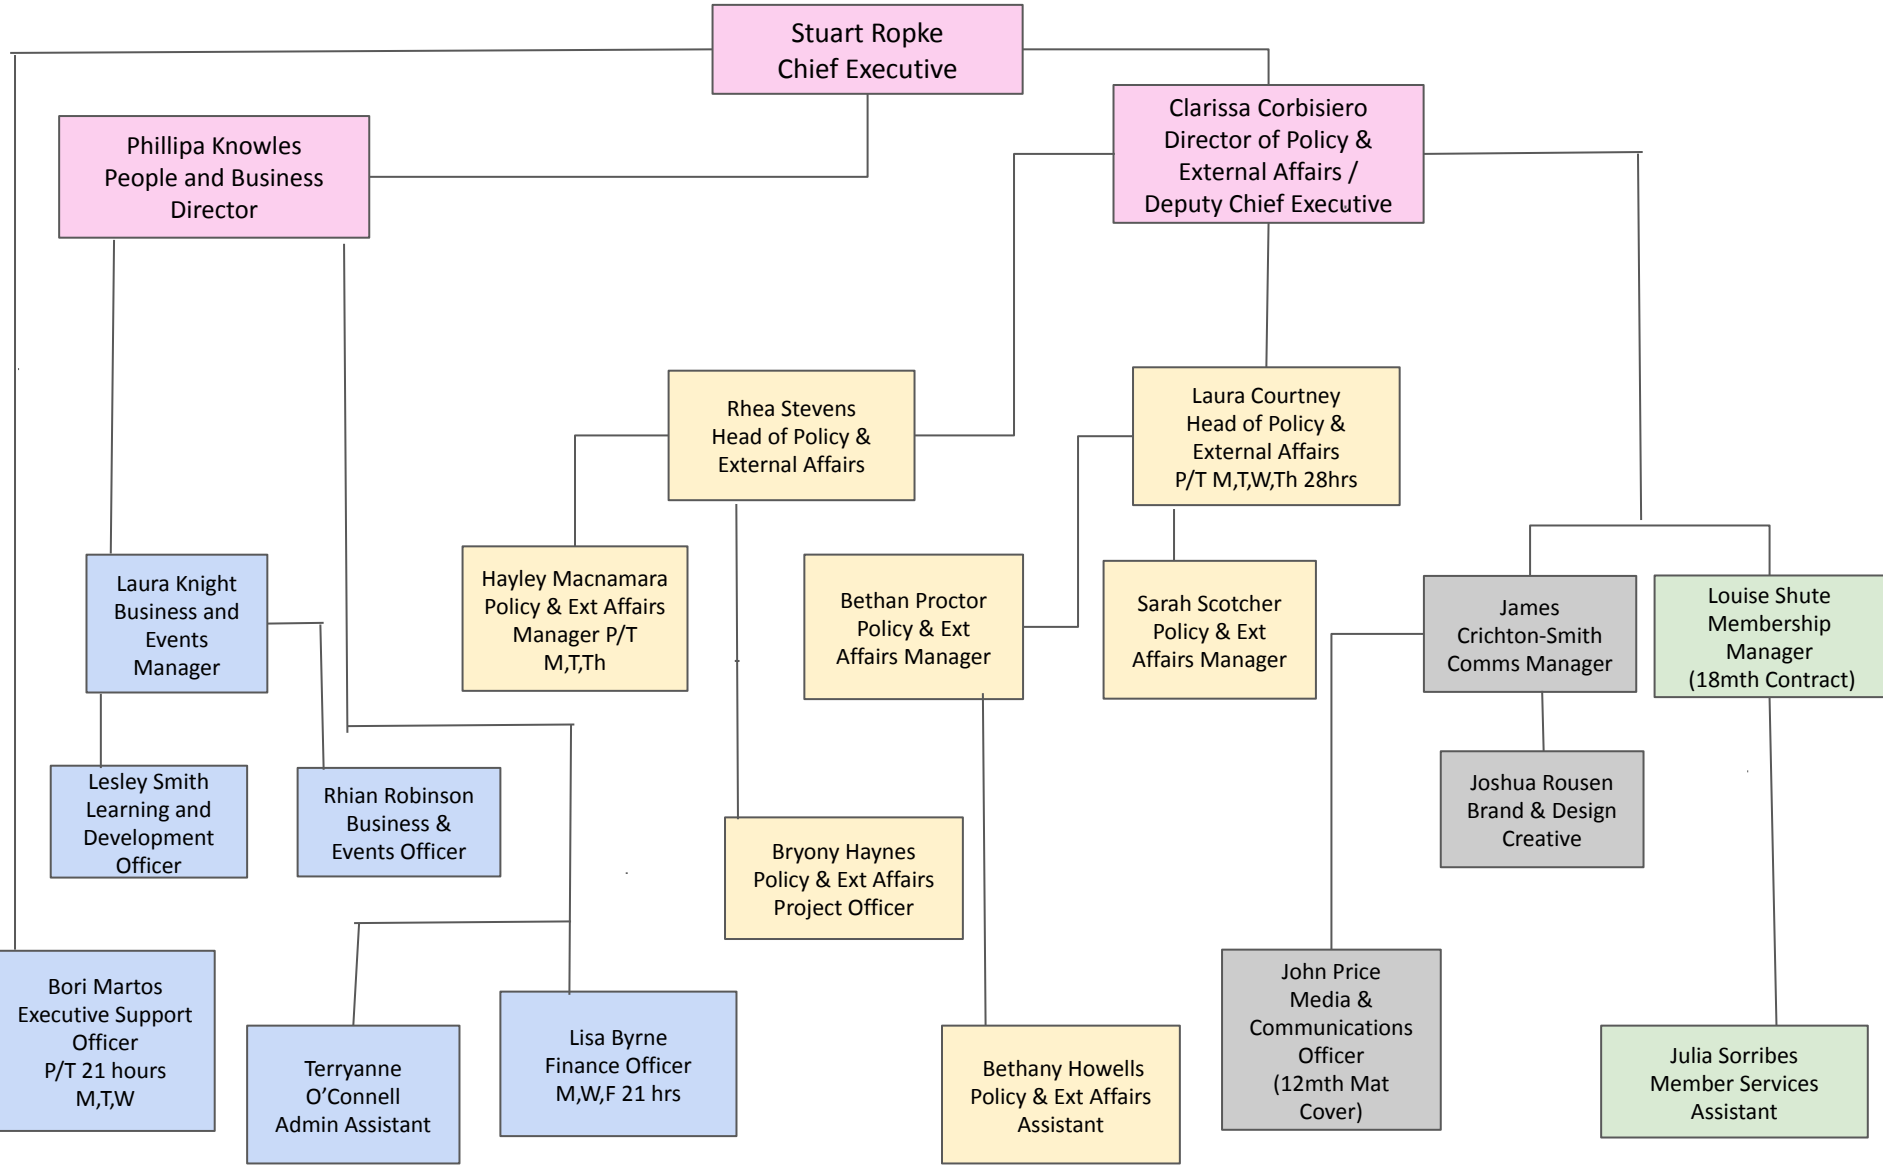 Stuart Ropke
Chief Executive
Clarissa Corbisiero
Director of Policy &
External Affairs /
Deputy Chief Executive
Phillipa Knowles
People and Business
Director
Rhea Stevens
Head of Policy &
External Affairs
Laura Courtney
Head of Policy &
External Affairs
P/T M,T,W,Th 28hrs
Laura Knight
Business and
Events
Manager
Hayley Macnamara
Policy & Ext Affairs
Manager P/T
M,T,Th
Bethan Proctor
Policy & Ext
Affairs Manager
Sarah Scotcher
Policy & Ext
Affairs Manager
James
Crichton-Smith
Comms Manager
Louise Shute
Membership
Manager
(18mth Contract)
Lesley Smith
Learning and
Development
Officer
Rhian Robinson
Business &
Events Officer
Joshua Rousen
Brand & Design
Creative
Bryony Haynes
Policy & Ext Affairs
Project Officer
Bori Martos
Executive Support
Officer
P/T 21 hours
M,T,W
Terryanne
O’Connell
Admin Assistant
Lisa Byrne
Finance Officer
M,W,F 21 hrs
Bethany Howells
Policy & Ext Affairs
Assistant
John Price
Media &
Communications
Officer
(12mth Mat
Cover)
Julia Sorribes
Member Services
Assistant